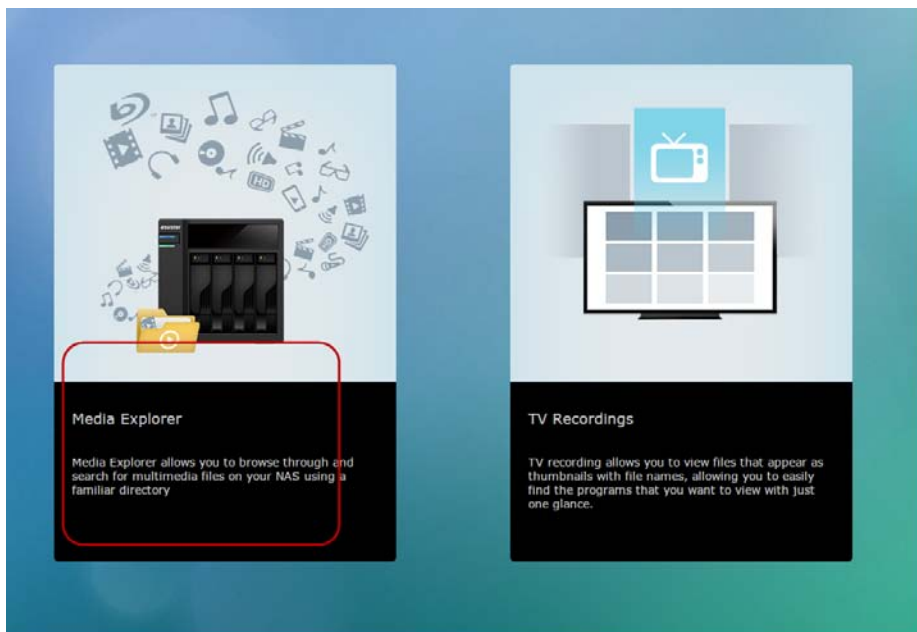 HD
asustor
Media Explorer
Media Explorer allows you to browse through and
search for multimedia files on your NAS using a
familiar directory
TV Recordings
TV recording allows you to view files that appear as
thumbnails with file names, allowing you to easily
find the programs that you want to view with just
one glance.